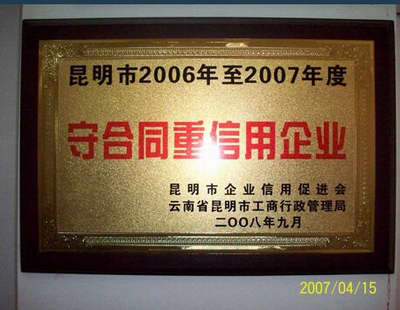 昆明市2006年至2007年度
守合同重信用企业
昆明市企业信用促进会
云南省昆明市工商行政管理局
二〇〇八年九月
2007/04/15